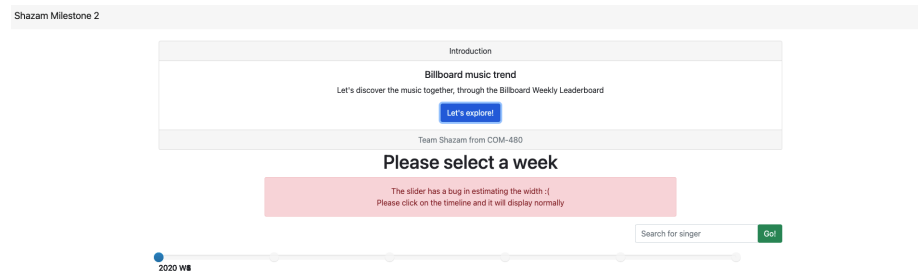 Shazam Milestone 2
Introduction
Billboard music trend
Let's discover the music together, through the Billboard Weekly Leaderboard
Let's explore!
Team Shazam from COM-480
Please select a week
The slider has a bug in estimating the width :(
Please click on the timeline and it will display normally
Search for singer Go!
2020